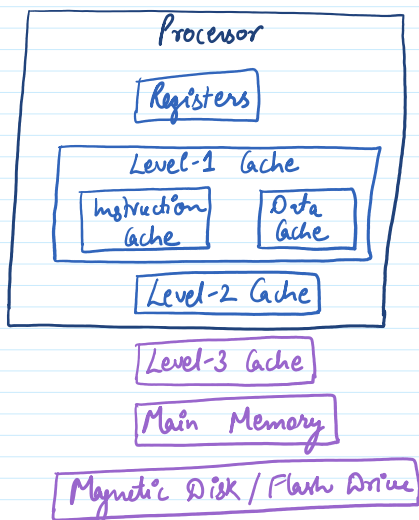 Processor
Registers
Level-1 Cache
Instruction
Cache
Data
Cache
Level-2 Cache
Level-3 Cache
Main Memory
Magnetic Disk / Flash Drive